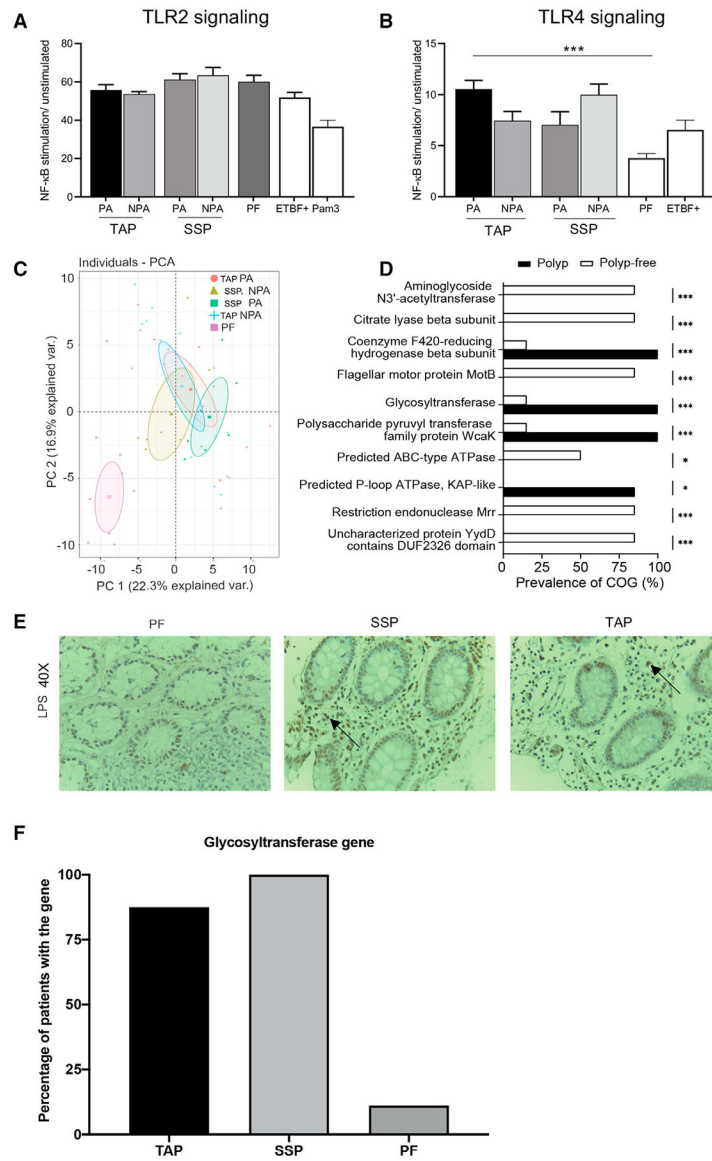 A
TLR2 signaling
NF-κB stimulation/ unstimulated
80
60
40
20
0
PA
NPA
PA
NPA
PF
ETBF+
Pam3
TAP
SSP
B
TLR4 signaling
NF-κB stimulation/ unstimulated
15
10
5
0
***
PA
NPA
PA
NPA
PF
ETBF+
TAP
SSP
C
Individuals - PCA
TAP PA
SSP. NPA
SSP PA
TAP NPA
PF
PC 2 (16.9% explained var.)
10
5
0
-5
-10
-10
-5
0
5
10
PC 1 (22.3% explained var.)
D
Polyp
Polyp-free
Aminoglycoside
N3'-acetyltransferase
***
Citrate lyase beta subunit
***
Coenzyme F420-reducing
hydrogenase beta subunit
***
Flagellar motor protein MotB
***
Glycosyltransferase
***
Polysaccharide pyruvyl transferase
family protein WcaK
***
Predicted ABC-type ATPase
*
Predicted P-loop ATPase, KAP-like
*
Restriction endonuclease Mrr
***
Uncharacterized protein YydD
contains DUF2326 domain
***
0
25
50
75
100
Prevalence of COG (%)
E
PF
SSP
TAP
LPS 40X
F
Glycosyltransferase gene
Percentage of patients with the gene
100
75
50
25
0
TAP
SSP
PF